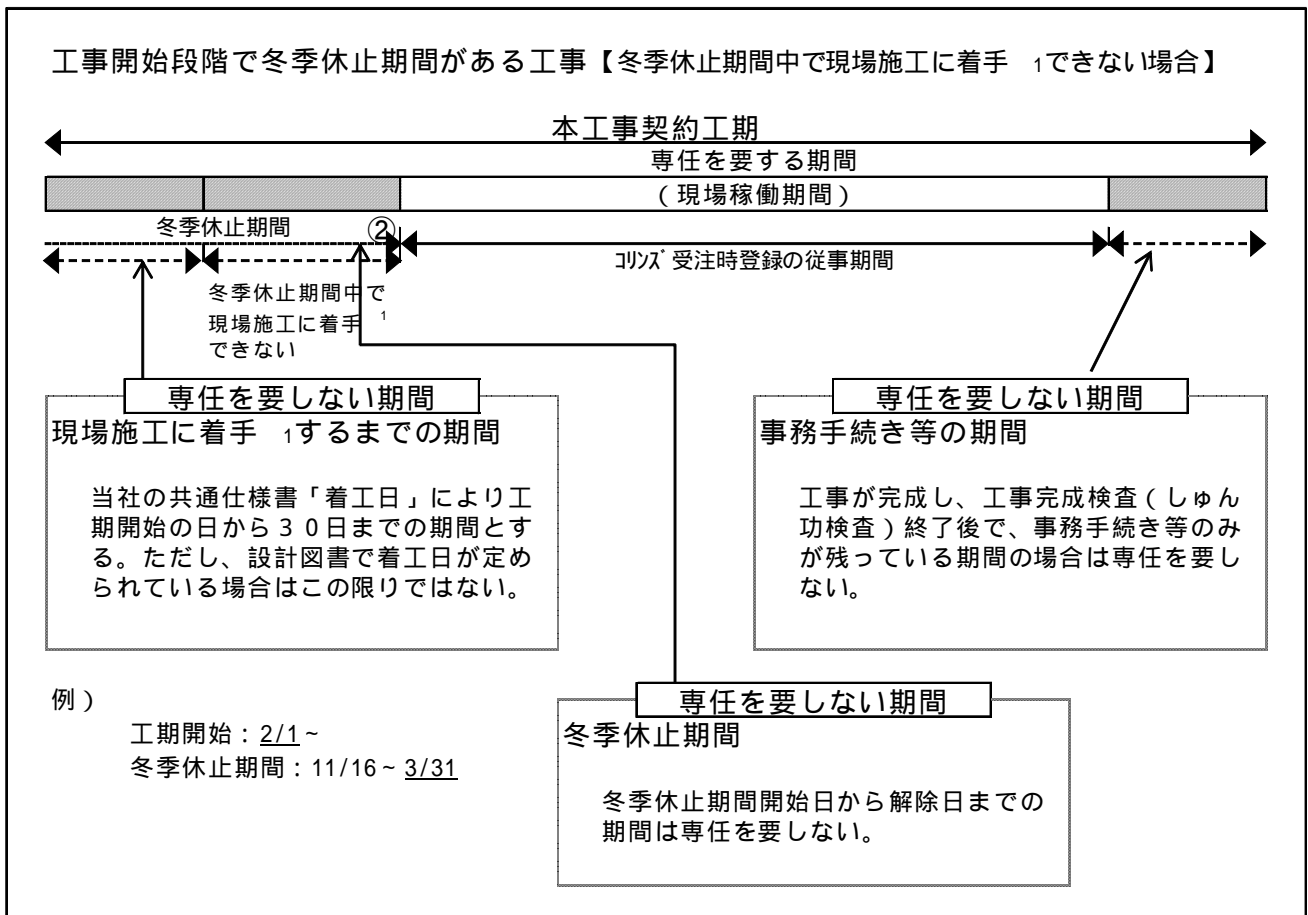 工事開始段階で冬季休止期間がある工事【冬季休止期間中で現場施工に着手 1できない場合】
本工事契約工期
専任を要する期間
(現場稼働期間)
冬季休止期間
②
コリンズ受注時登録の従事期間
冬季休止期間中で
現場施工に着手 1
できない
専任を要しない期間
現場施工に着手 1するまでの期間
当社の共通仕様書「着工日」により工
期開始の日から30日までの期間とす
る。ただし、設計図書で着工日が定め
られている場合はこの限りではない。
専任を要しない期間
事務手続き等の期間
工事が完成し、工事完成検査(しゅん
功検査)終了後で、事務手続き等のみ
が残っている期間の場合は専任を要し
ない。
例)
工期開始:2/1~
冬季休止期間:11/16~3/31
専任を要しない期間
冬季休止期間
冬季休止期間開始日から解除日までの
期間は専任を要しない。